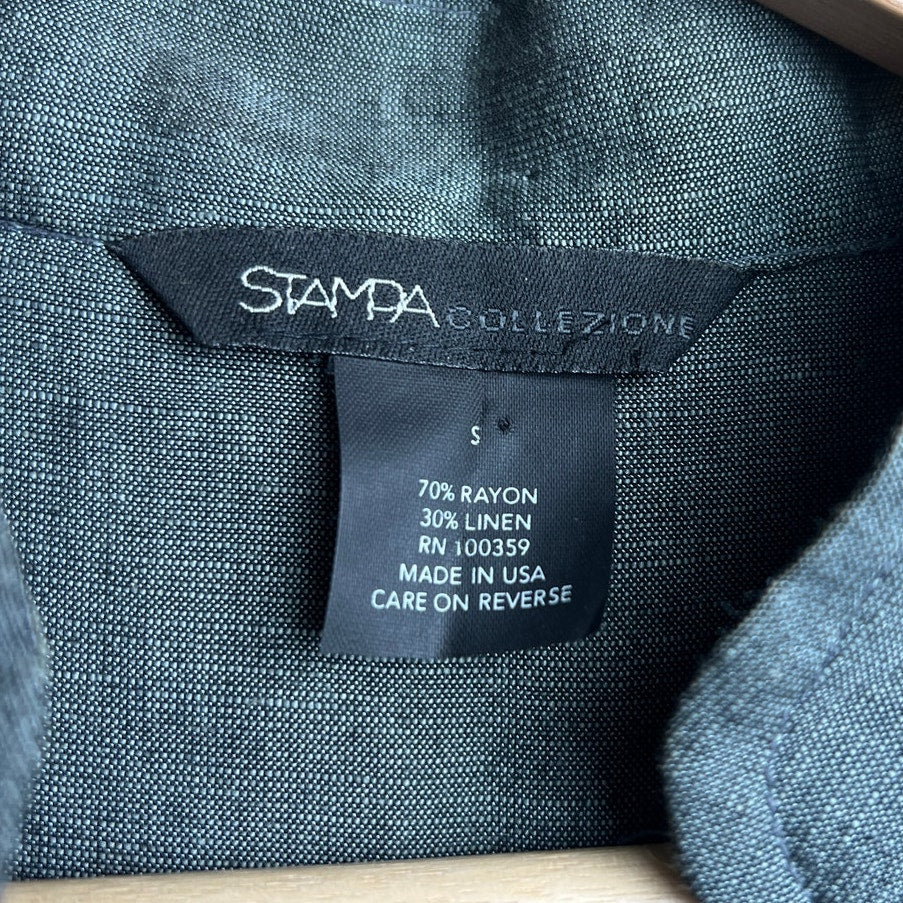 STAMPA COLLEZIONE
S
70% RAYON
30% LINEN
RN 100359
MADE IN USA
CARE ON REVERSE